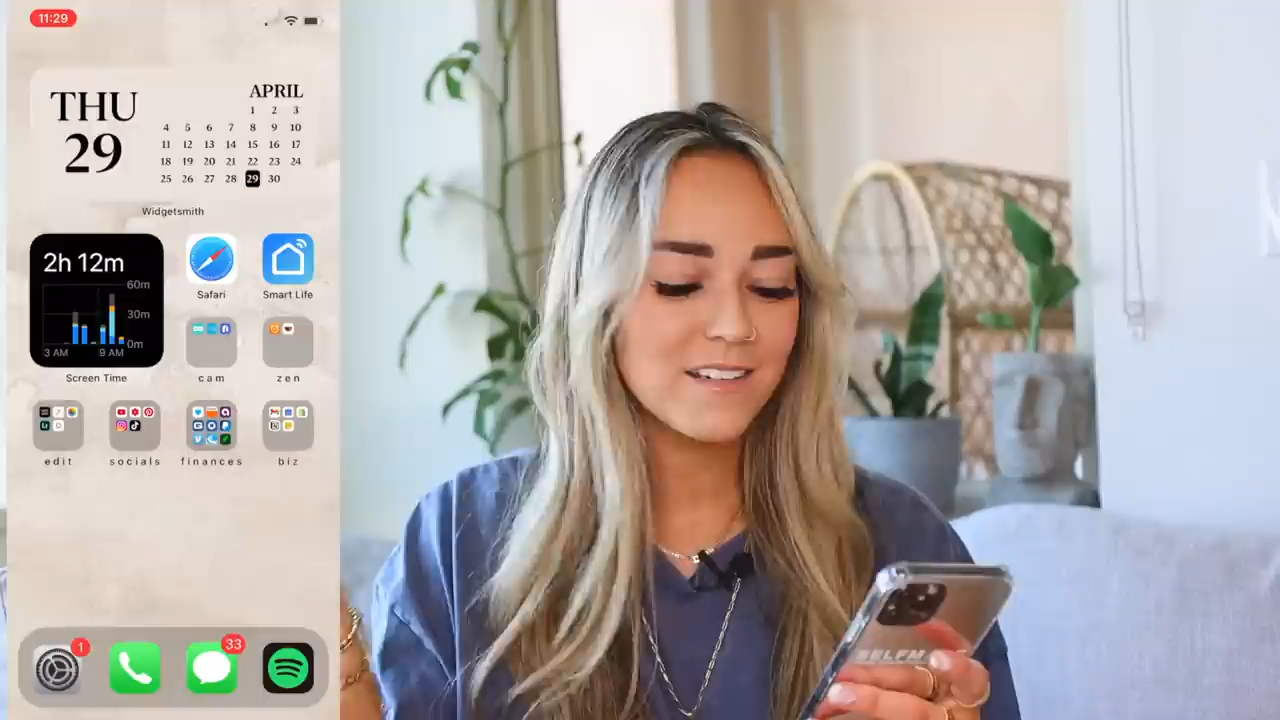 11:29
THU
29
APRIL
1 2 3
4 5 6 7 8 9 10
11 12 13 14 15 16 17
18 19 20 21 22 23 24
25 26 27 28 29 30
Widgetsmith
2h 12m
60m
30m
0m
3 AM 9 AM
Screen Time
Safari
Smart Life
cam
zen
edit
socials
finances
biz
1
33